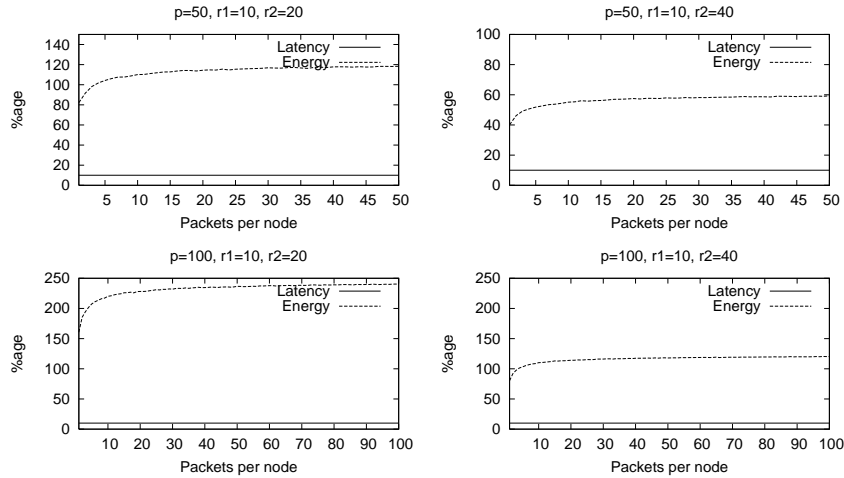 p=50, r1=10, r2=20
140
120
100
80
60
40
20
0
%age
Latency
Energy
5 10 15 20 25 30 35 40 45 50
Packets per node
p=50, r1=10, r2=40
100
80
60
40
20
0
%age
Latency
Energy
5 10 15 20 25 30 35 40 45 50
Packets per node
p=100, r1=10, r2=20
250
200
150
100
50
0
%age
Latency
Energy
10 20 30 40 50 60 70 80 90 100
Packets per node
p=100, r1=10, r2=40
250
200
150
100
50
0
%age
Latency
Energy
10 20 30 40 50 60 70 80 90 100
Packets per node